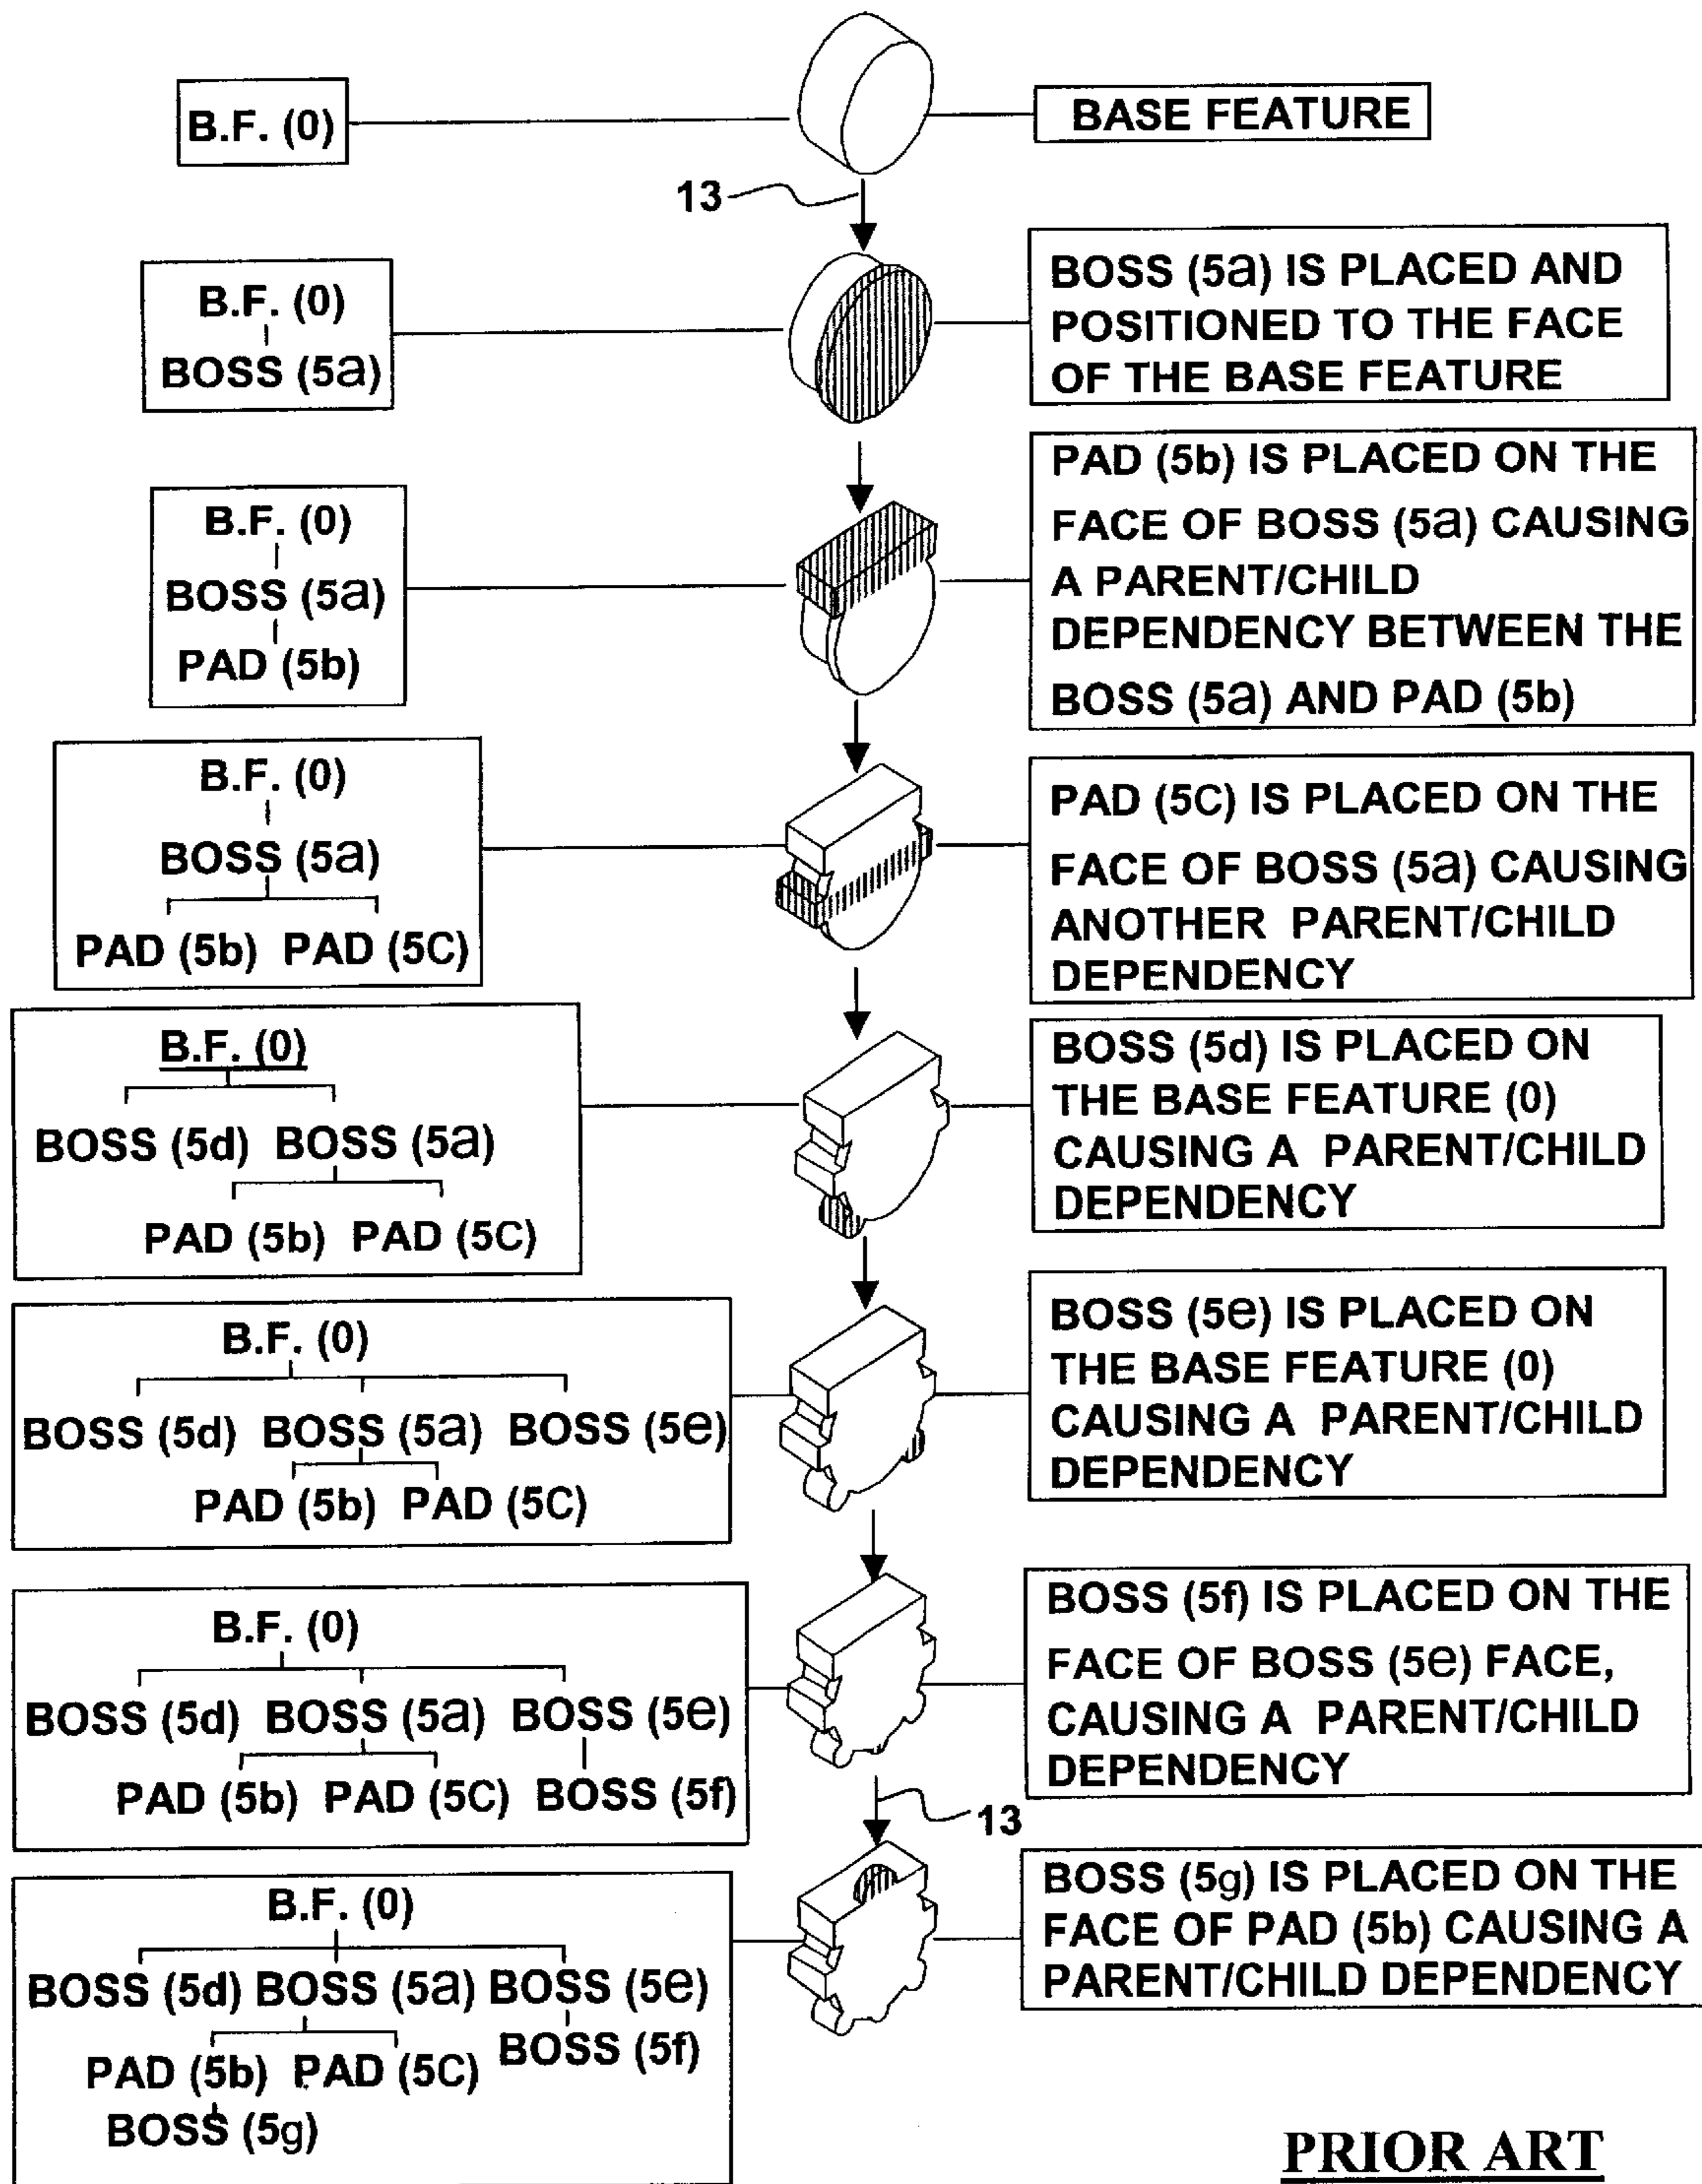 B.F. (0)
BASE FEATURE
13
B.F. (0)
BOSS (5a)
BOSS (5a) IS PLACED AND
POSITIONED TO THE FACE
OF THE BASE FEATURE
B.F. (0)
BOSS (5a)
PAD (5b)
PAD (5b) IS PLACED ON THE
FACE OF BOSS (5a) CAUSING
A PARENT/CHILD
DEPENDENCY BETWEEN THE
BOSS (5a) AND PAD (5b)
B.F. (0)
BOSS (5a)
PAD (5b) PAD (5C)
PAD (5C) IS PLACED ON THE
FACE OF BOSS (5a) CAUSING
ANOTHER PARENT/CHILD
DEPENDENCY
B.F. (0)
BOSS (5d) BOSS (5a)
PAD (5b) PAD (5C)
BOSS (5d) IS PLACED ON
THE BASE FEATURE (0)
CAUSING A PARENT/CHILD
DEPENDENCY
B.F. (0)
BOSS (5d) BOSS (5a) BOSS (5e)
PAD (5b) PAD (5C)
BOSS (5e) IS PLACED ON
THE BASE FEATURE (0)
CAUSING A PARENT/CHILD
DEPENDENCY
B.F. (0)
BOSS (5d) BOSS (5a) BOSS (5e)
PAD (5b) PAD (5C) BOSS (5f)
BOSS (5f) IS PLACED ON THE
FACE OF BOSS (5e) FACE,
CAUSING A PARENT/CHILD
DEPENDENCY
13
B.F. (0)
BOSS (5d) BOSS (5a) BOSS (5e)
PAD (5b) PAD (5C) BOSS (5f)
BOSS (5g)
BOSS (5g) IS PLACED ON THE
FACE OF PAD (5b) CAUSING A
PARENT/CHILD DEPENDENCY
PRIOR ART